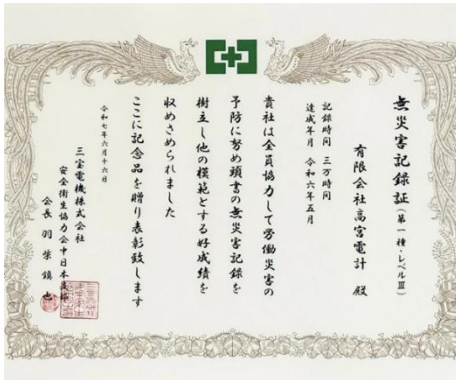 無災害記録証(第一種・レベルⅢ)
有限会社高宮電計 殿
記録時間 三万時間
達成年月 令和六年五月
貴社は全員協力して労働災害の
予防に努め頭書の無災害記録を
樹立し他の模範とする好成績を
収めさめられました
ここに記念品を贈り表彰致します
令和七年六月十六日
三宝電機株式会社
安全衛生協力会中日本支部
会長 羽柴鎮也